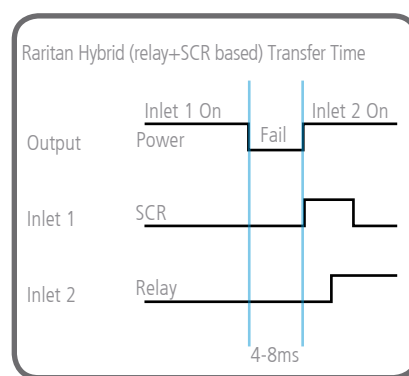 Raritan Hybrid (relay+SCR based) Transfer Time
Inlet 1 On
Inlet 2 On
Output
Power
Fail
Inlet 1
SCR
Inlet 2
Relay
4-8ms